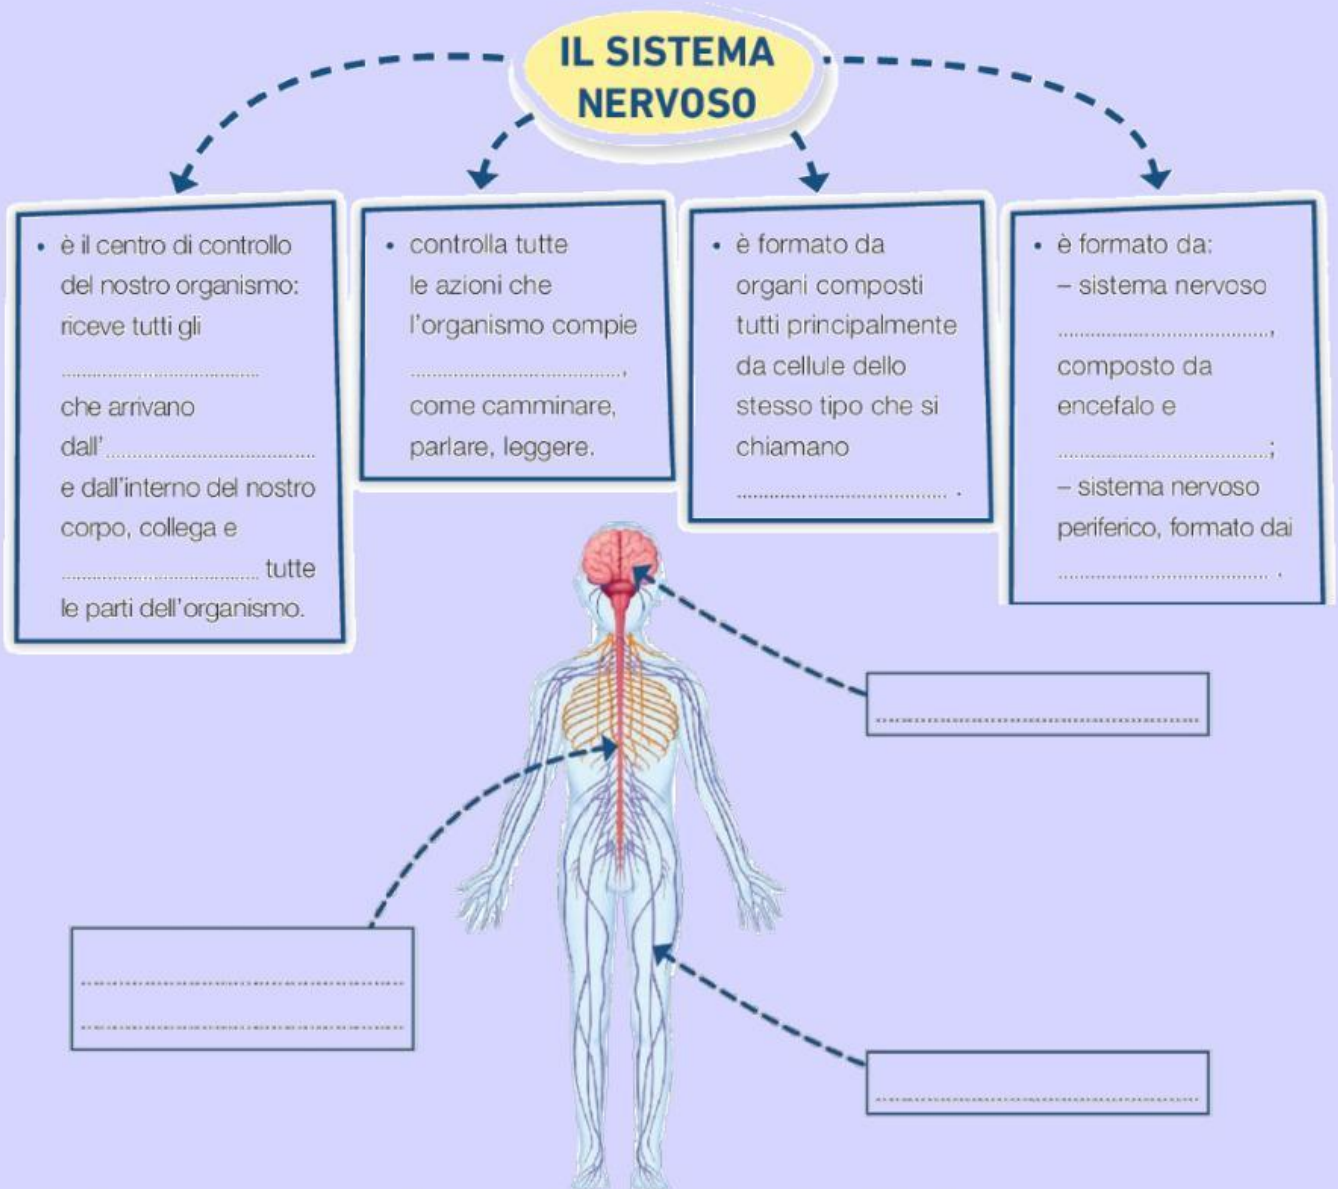 IL SISTEMA
NERVOSO
• è il centro di controllo
del nostro organismo:
riceve tutti gli
....................................
che arrivano
dall' ....................................
e dall'interno del nostro
corpo, collega e
.................................... tutte
le parti dell'organismo.
• controlla tutte
le azioni che
l'organismo compie
....................................,
come camminare,
parlare, leggere.
• è formato da
organi composti
tutti principalmente
da cellule dello
stesso tipo che si
chiamano
.................................... .
• è formato da:
– sistema nervoso
....................................,
composto da
encefalo e
....................................;
– sistema nervoso
periferico, formato dai
.................................... .